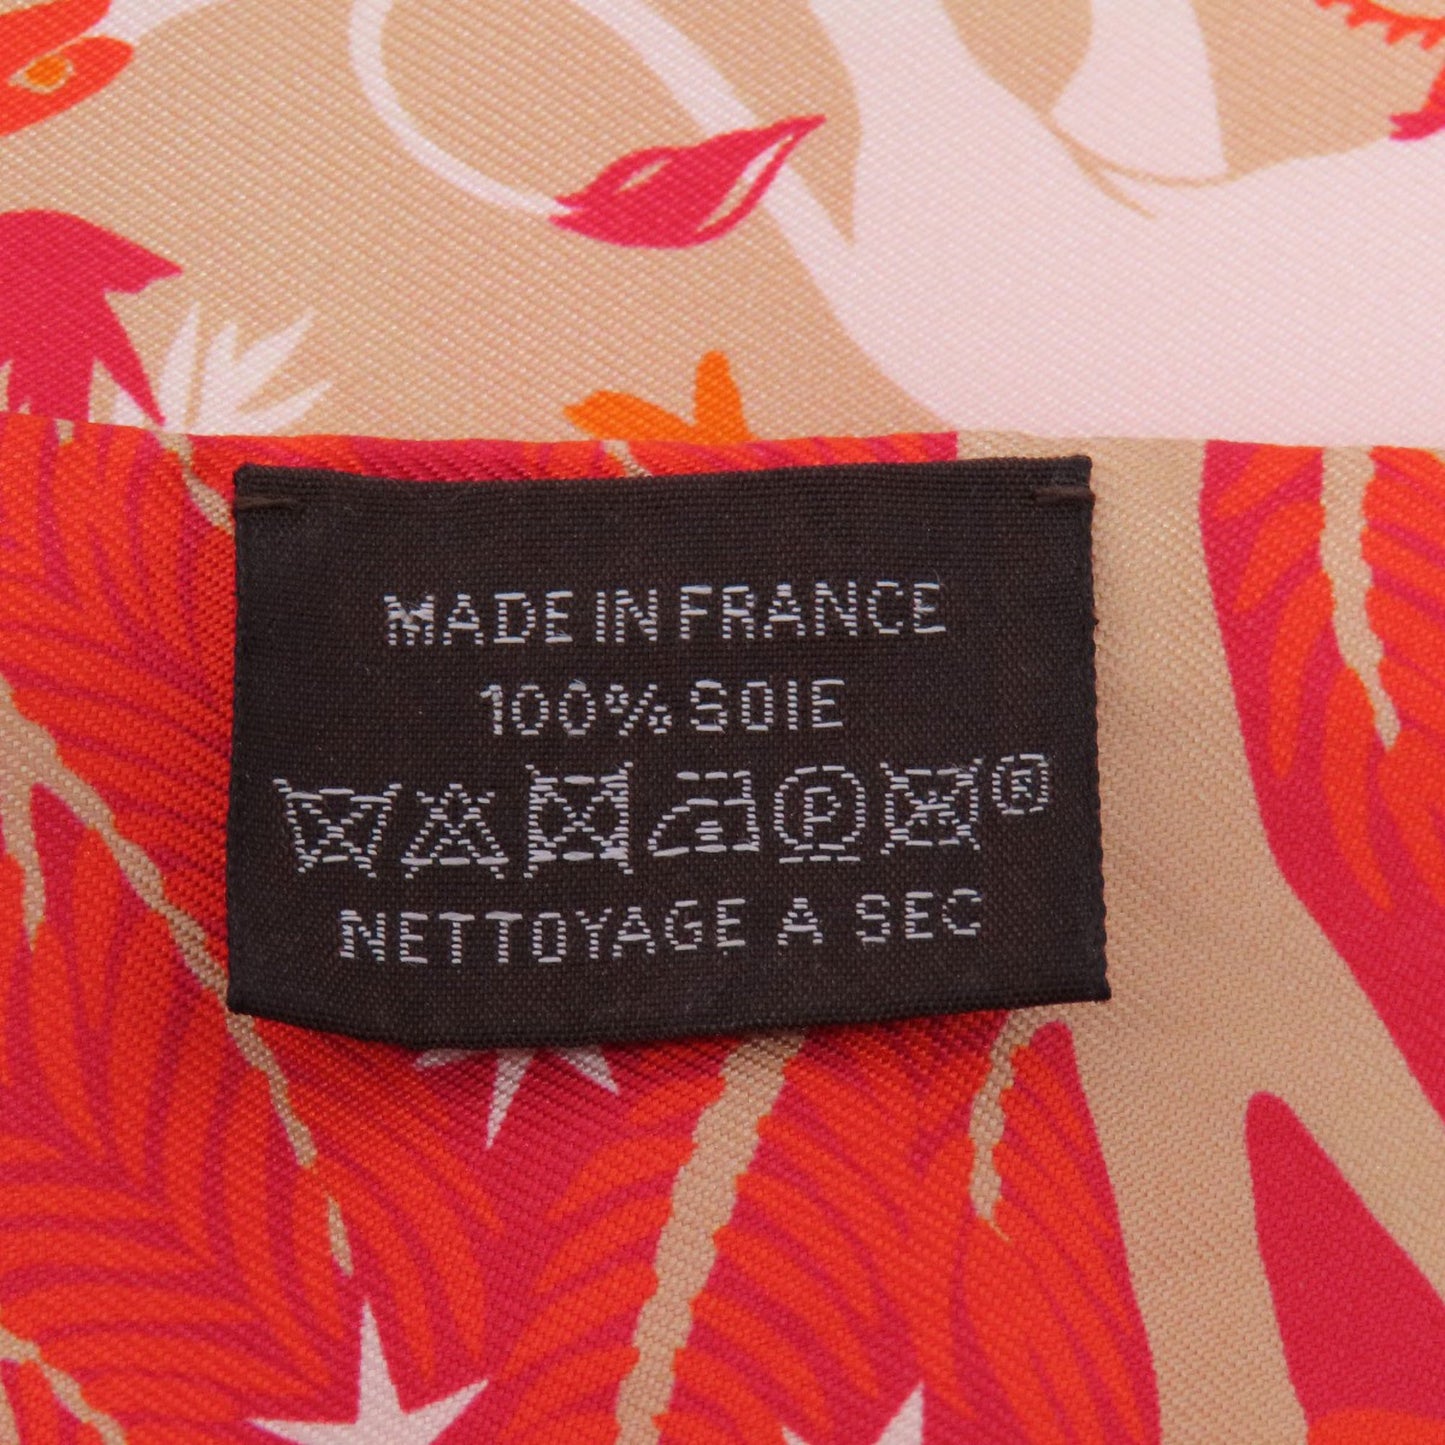 MADE IN FRANCE
100% SOIE
P ®
NETTOYAGE A SEC